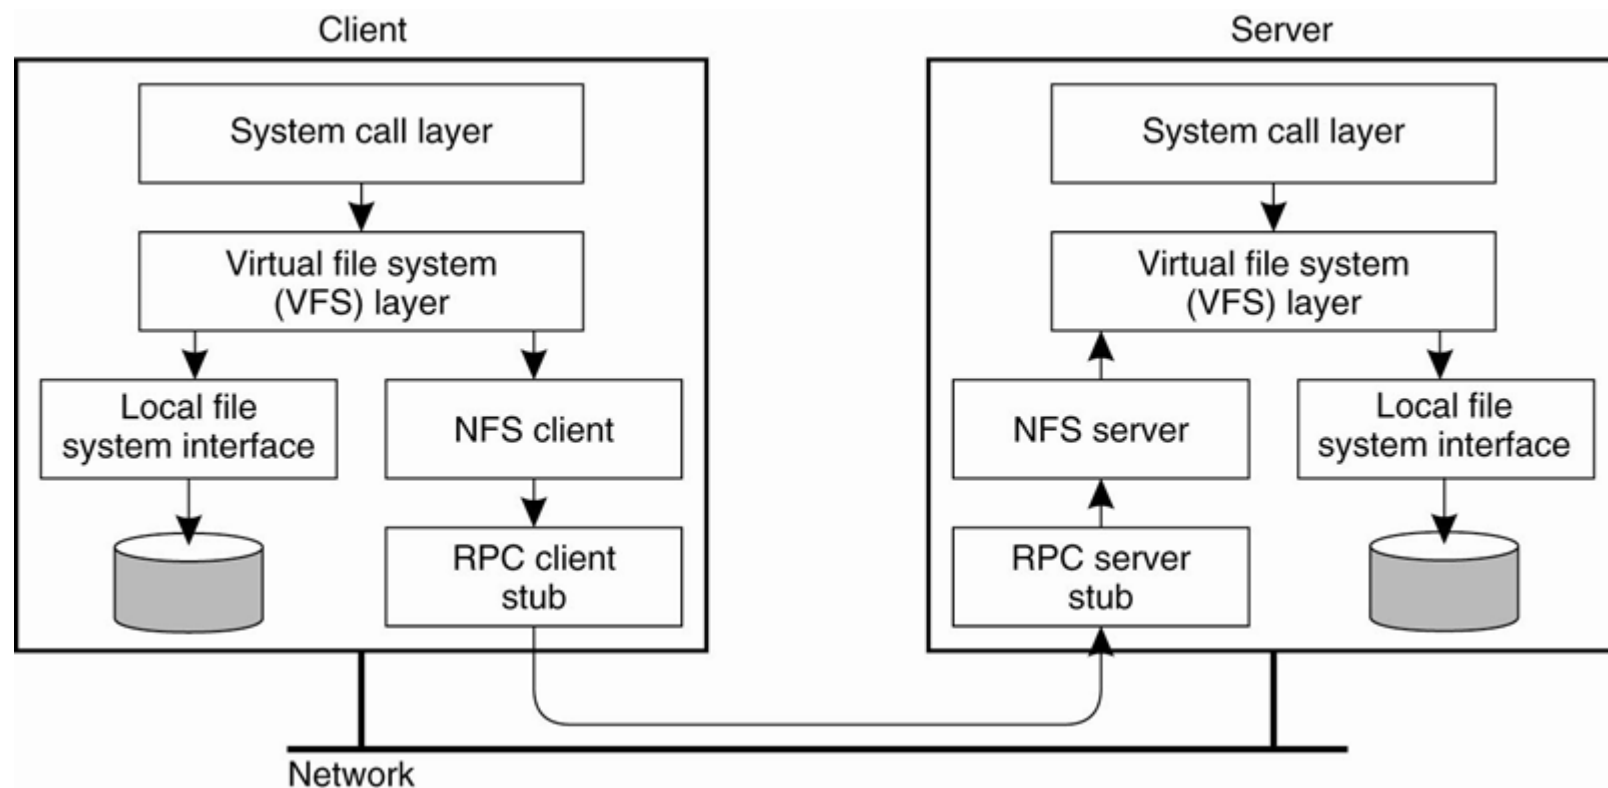 Client
Server
System call layer
System call layer
Virtual file system
(VFS) layer
Virtual file system
(VFS) layer
Local file
system interface
NFS client
NFS server
Local file
system interface
RPC client
stub
RPC server
stub
Network